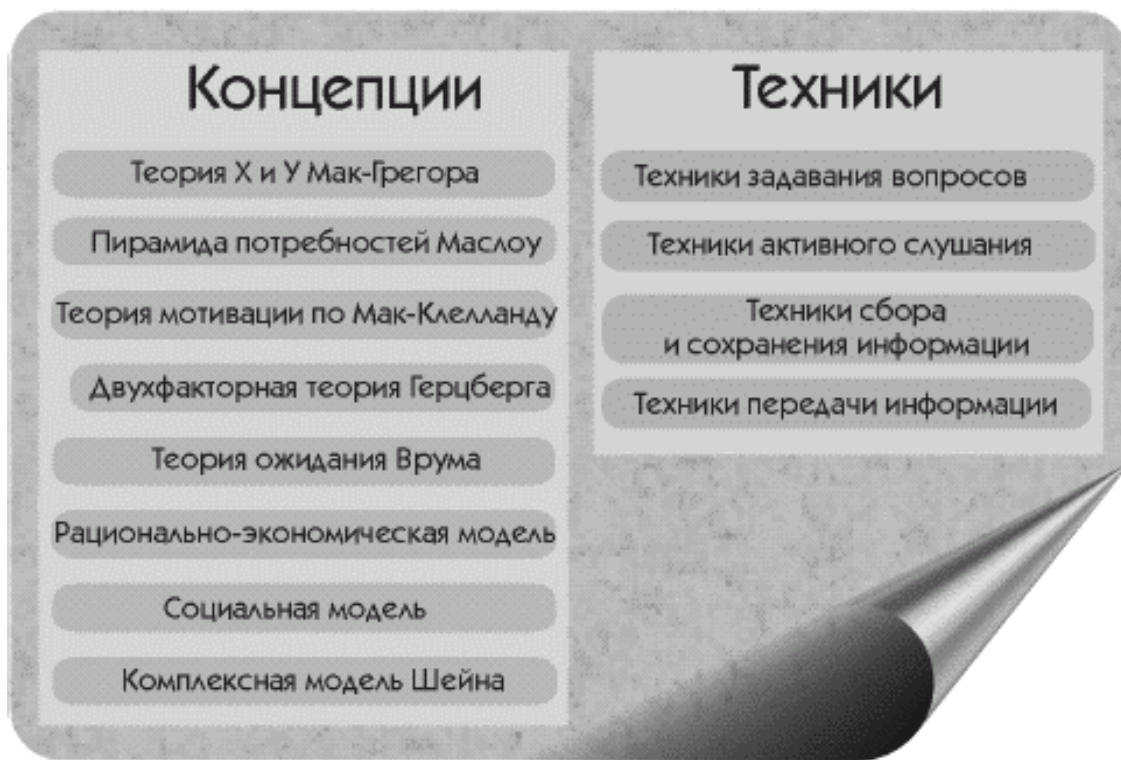 Концепции
Теория Х и У Мак-Грегора
Пирамида потребностей Маслоу
Теория мотивации по Мак-Клелланду
Двухфакторная теория Герцберга
Теория ожидания Врума
Рационально-экономическая модель
Социальная модель
Комплексная модель Шейна
Техники
Техники задавания вопросов
Техники активного слушания
Техники сбора
и сохранения информации
Техники передачи информации